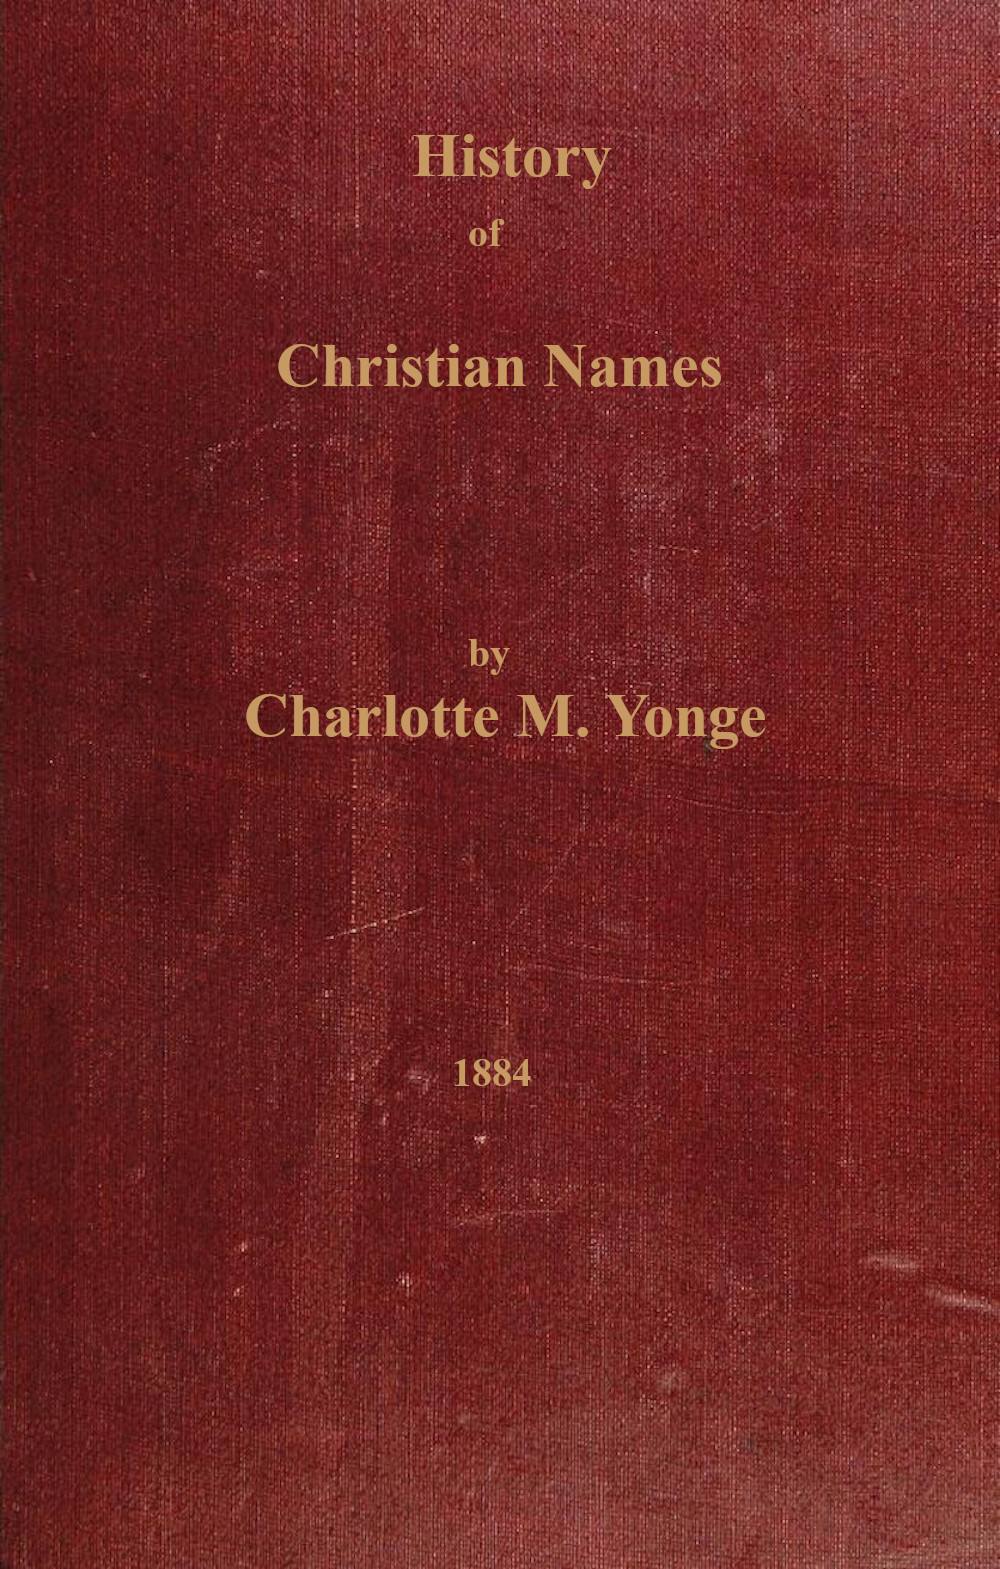 History
of
Christian Names
by
Charlotte M. Yonge
1884